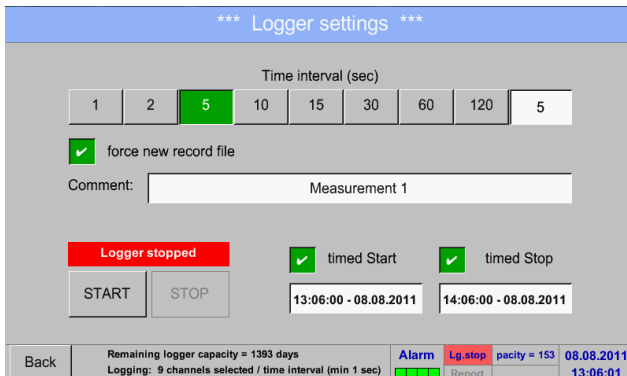 *** Logger settings ***
Time interval (sec)
1 2 5 10 15 30 60 120 5
force new record file
Comment: Measurement 1
Logger stopped
timed Start timed Stop
START STOP
13:06:00 - 08.08.2011 14:06:00 - 08.08.2011
Back
Remaining logger capacity = 1393 days
Logging: 9 channels selected / time interval (min 1 sec)
Alarm Lg.stop pacity = 153 08.08.2011
Report 13:06:01